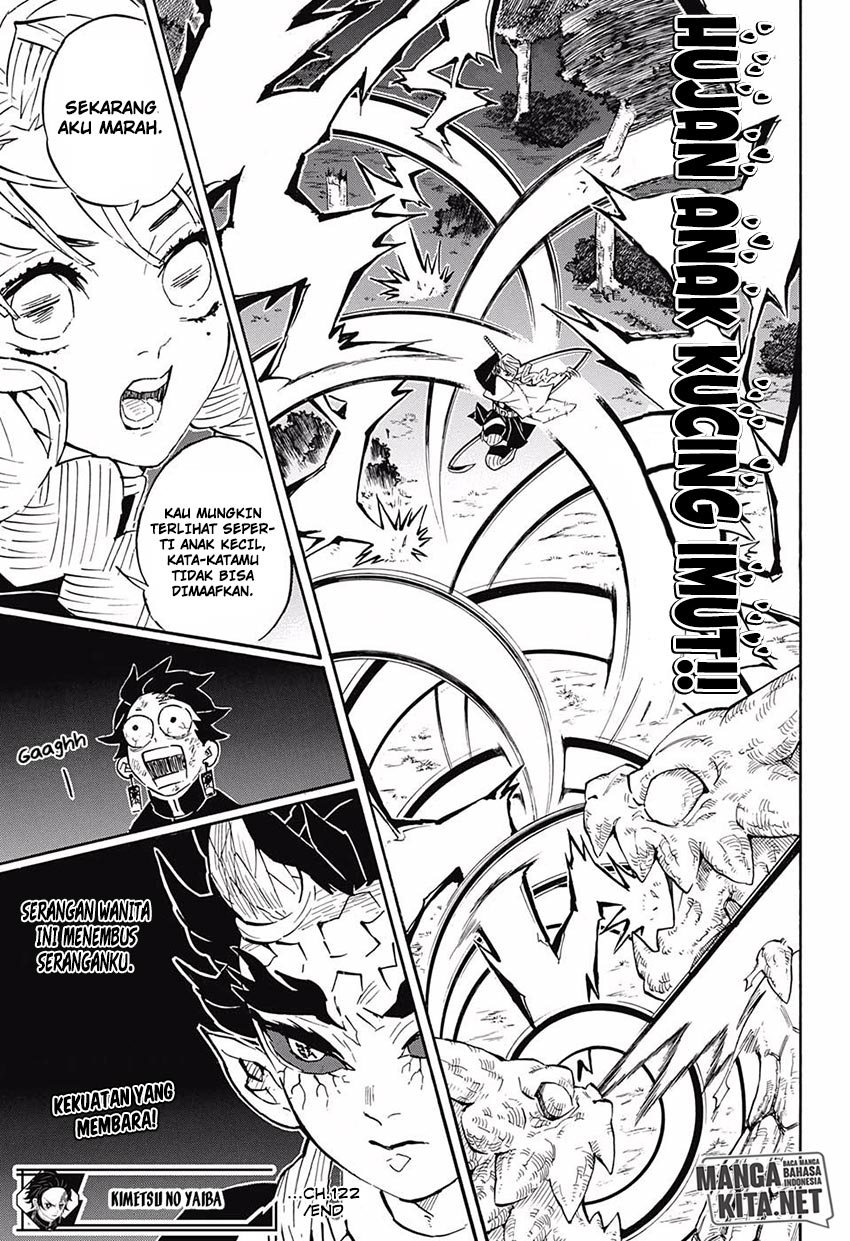 HUJAN ANAK KUCING IMUT!!
SEKARANG
AKU MARAH.
KAU MUNGKIN
TERLIHAT SEPER-
TI ANAK KECIL,
KATA-KATAMU
TIDAK BISA
DIMAAFKAN.
Gaaghh
SERANGAN WANITA
INI MENEMBUS
SERANGANKU.
KEKUATAN YANG
MEMBARA!
KIMETSU NO YAIBA
...CH.122
/END
MANGA
BACA MANGA
BAHASA
INDONESIA
KITA.NET